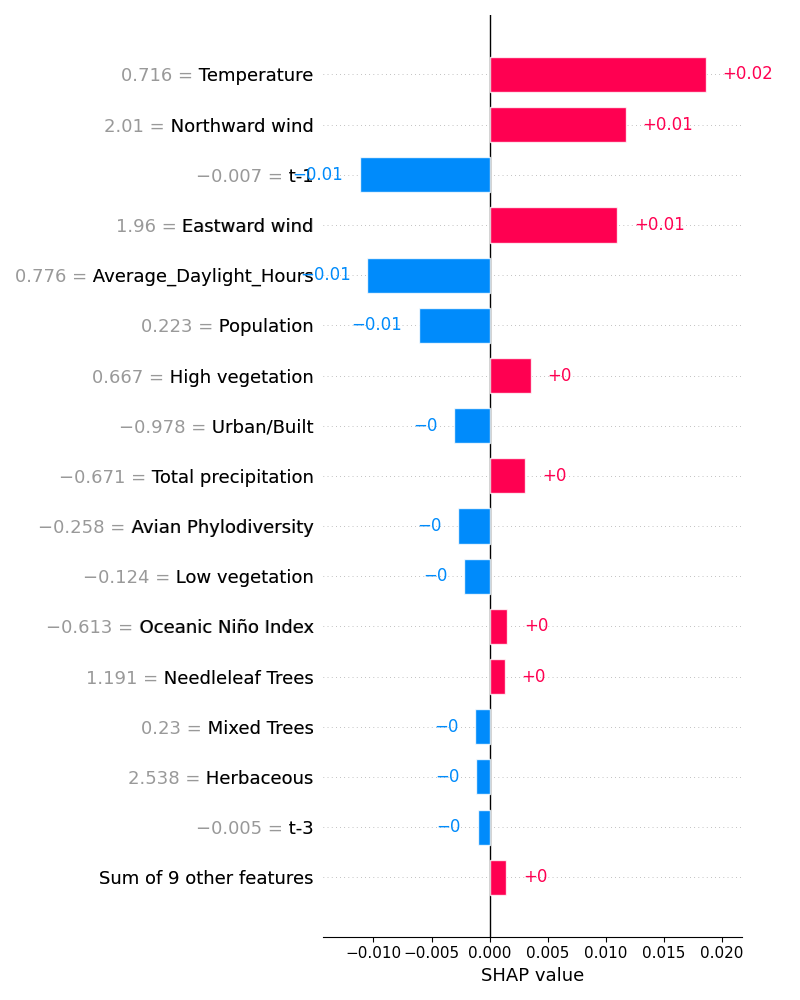 0.716 = Temperature +0.02
2.01 = Northward wind +0.01
−0.007 = t-1 −0.01
1.96 = Eastward wind +0.01
0.776 = Average_Daylight_Hours −0.01
0.223 = Population −0.01
0.667 = High vegetation +0
−0.978 = Urban/Built −0
−0.671 = Total precipitation +0
−0.258 = Avian Phylodiversity −0
−0.124 = Low vegetation −0
−0.613 = Oceanic Niño Index +0
1.191 = Needleleaf Trees +0
0.23 = Mixed Trees −0
2.538 = Herbaceous −0
−0.005 = t-3 −0
Sum of 9 other features +0
−0.010 −0.005 0.000 0.005 0.010 0.015 0.020
SHAP value